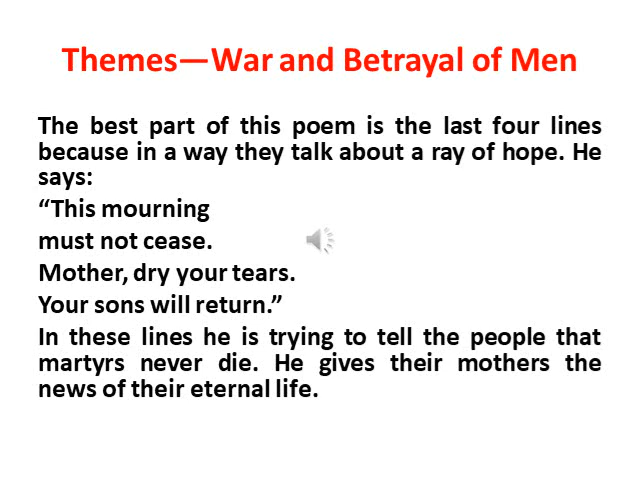 Themes—War and Betrayal of Men
The best part of this poem is the last four lines
because in a way they talk about a ray of hope. He
says:
“This mourning
must not cease.
Mother, dry your tears.
Your sons will return.”
In these lines he is trying to tell the people that
martyrs never die. He gives their mothers the
news of their eternal life.